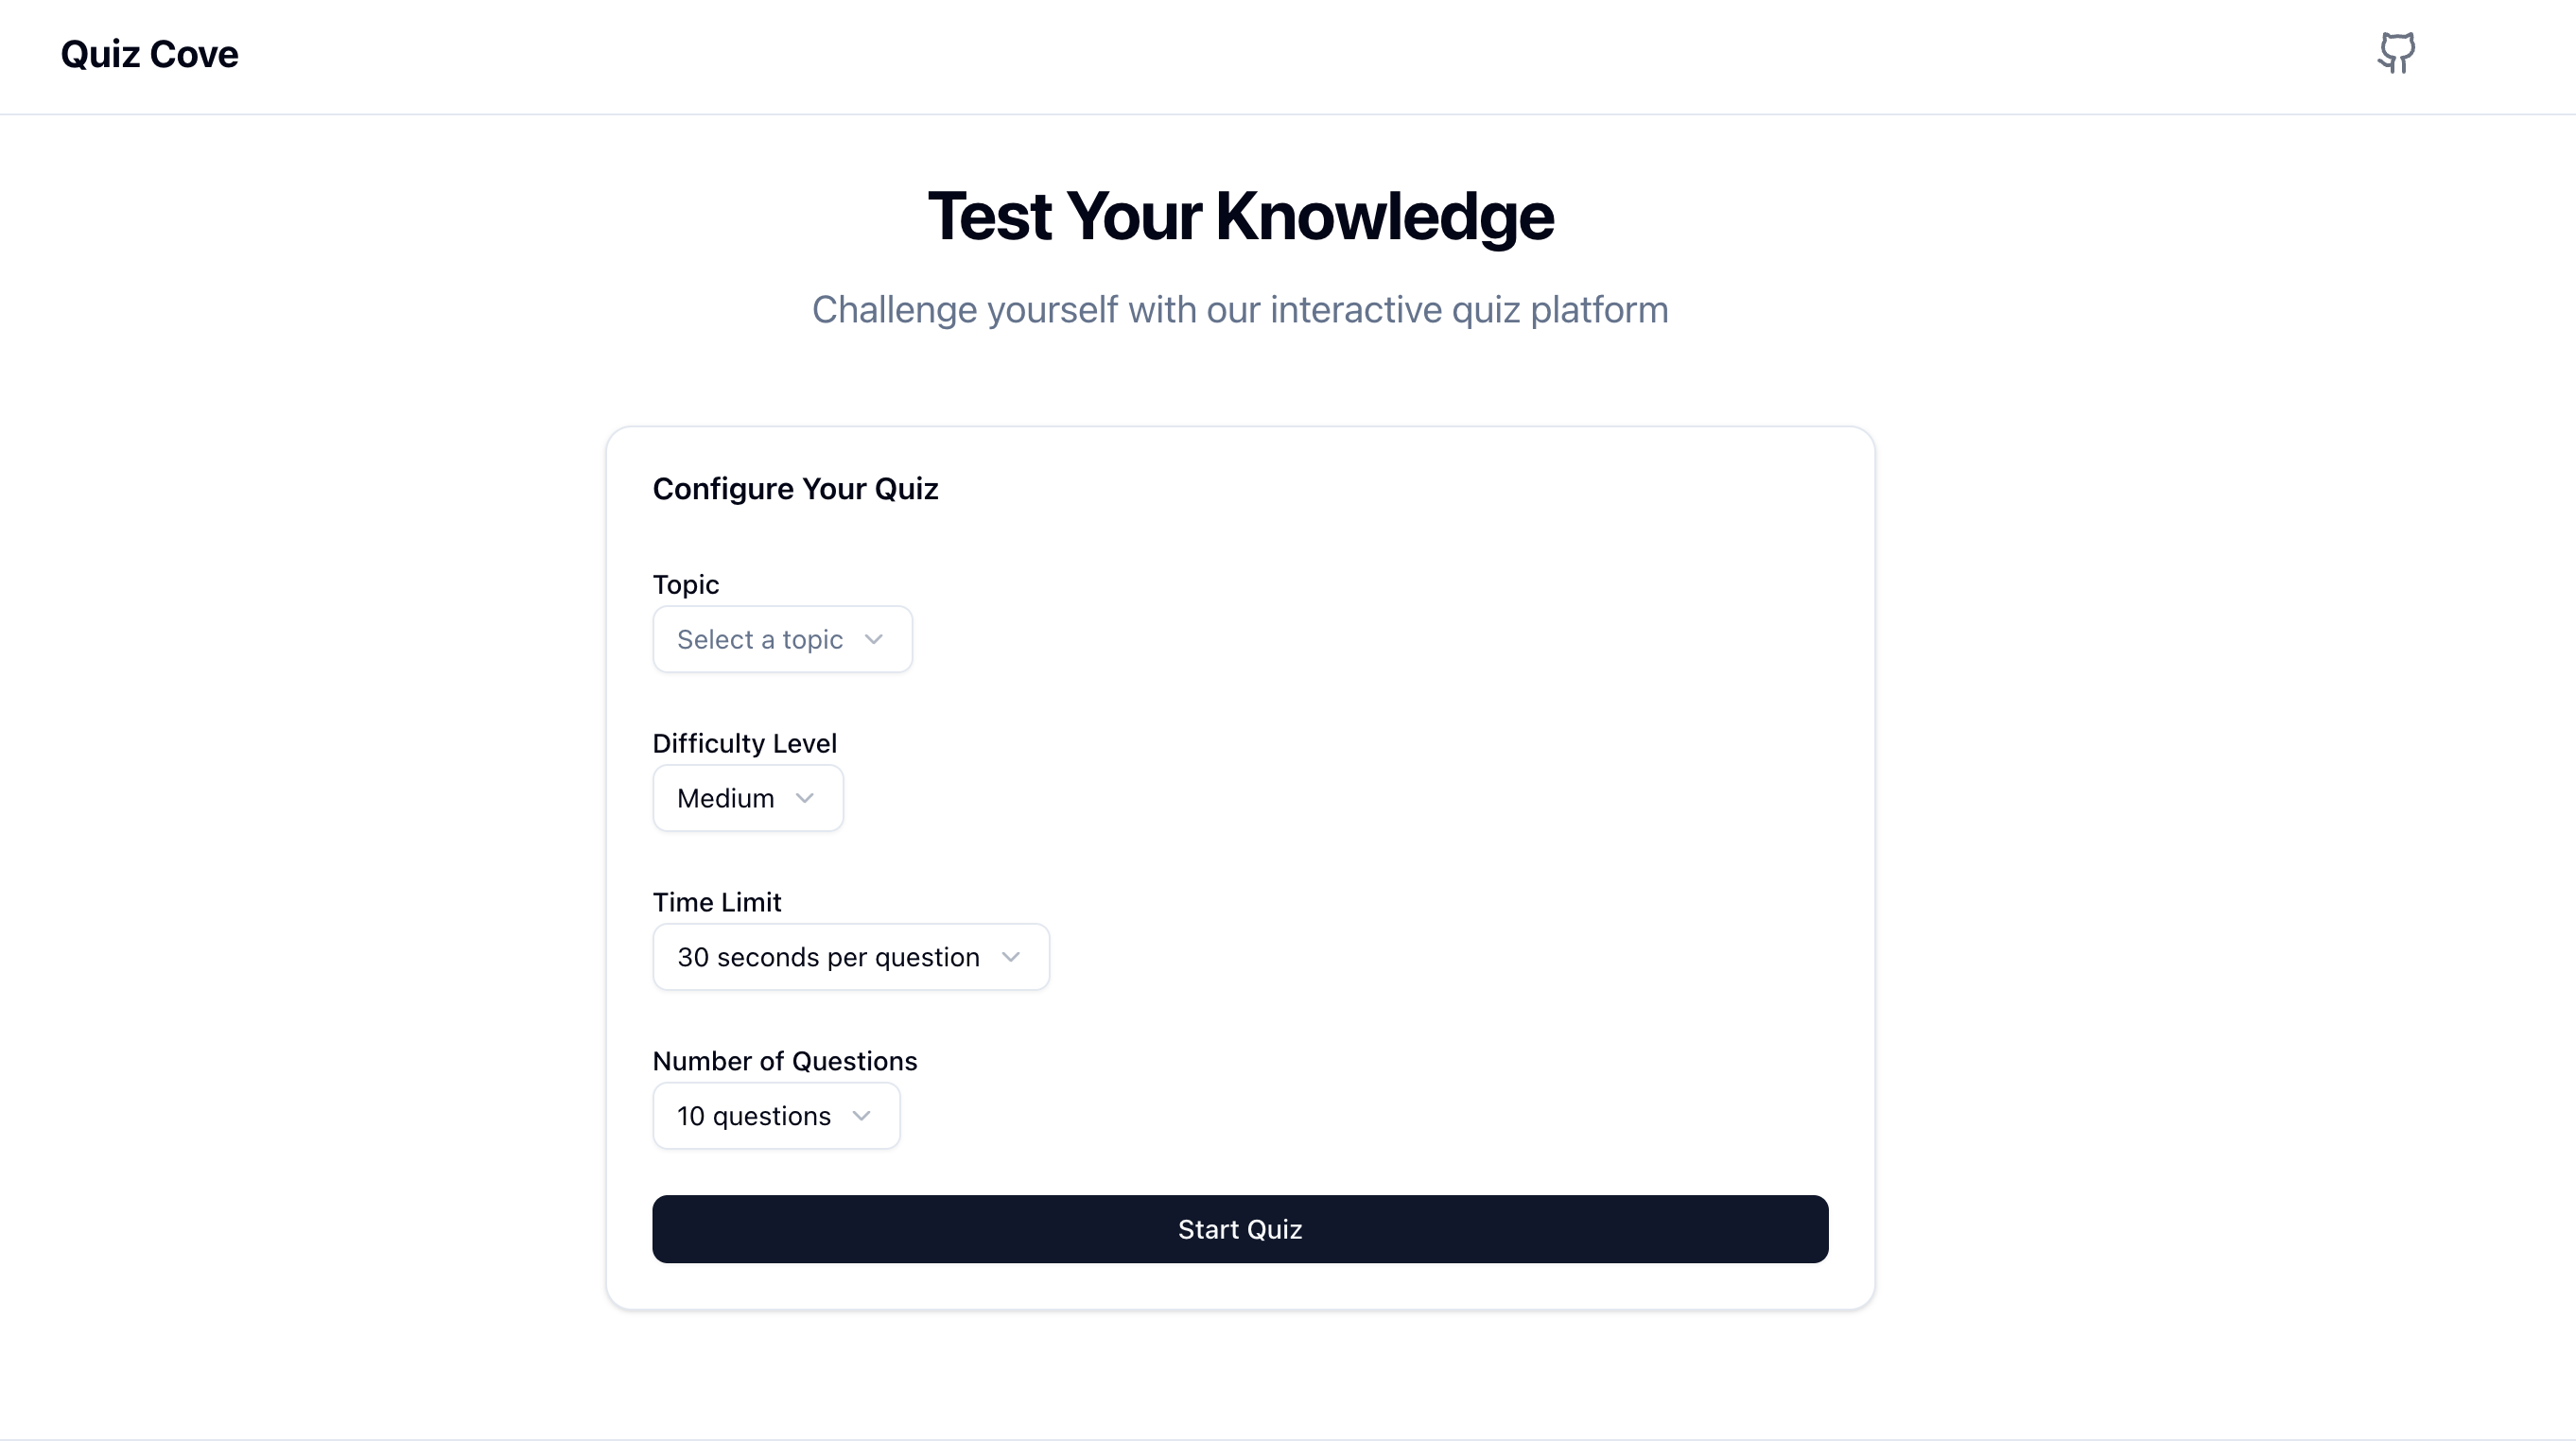 Quiz Cove
Test Your Knowledge
Challenge yourself with our interactive quiz platform
Configure Your Quiz
Topic
Select a topic
Difficulty Level
Medium
Time Limit
30 seconds per question
Number of Questions
10 questions
Start Quiz